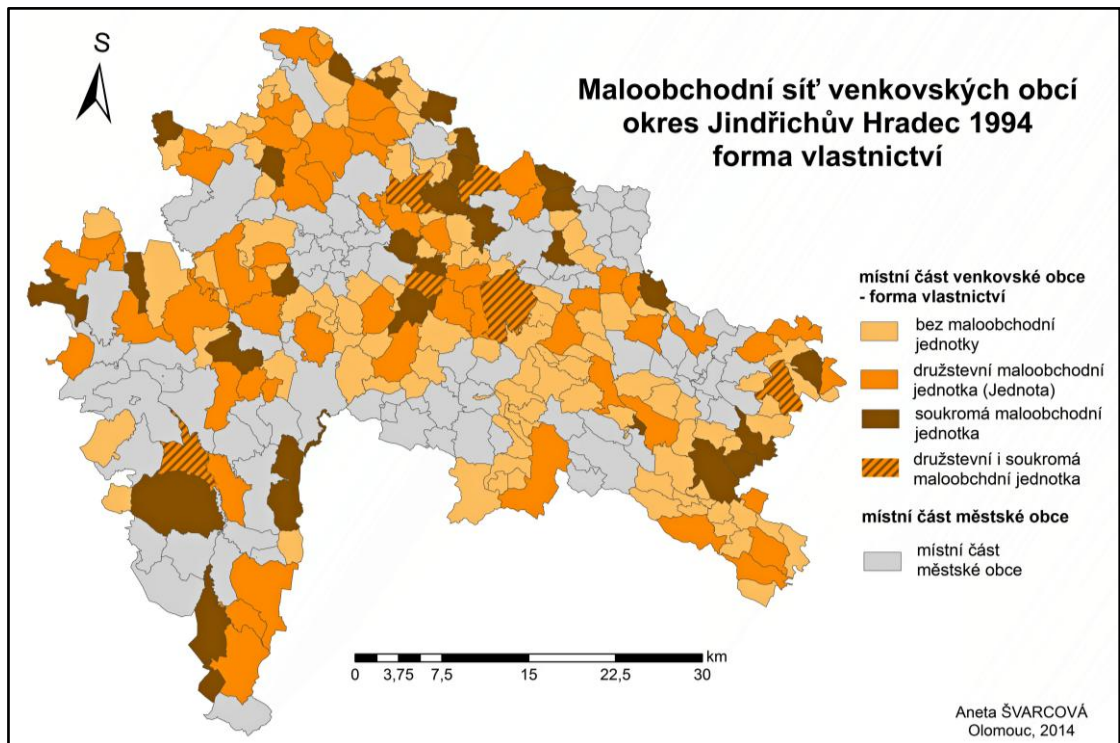 S
Maloobchodní síť venkovských obcí
okres Jindřichův Hradec 1994
forma vlastnictví
místní část venkovské obce
- forma vlastnictví
bez maloobchodní
jednotky
družstevní maloobchodní
jednotka (Jednota)
soukromá maloobchodní
jednotka
družstevní i soukromá
maloobchdní jednotka
místní část městské obce
místní část
městské obce
km
0 3,75 7,5 15 22,5 30
Aneta ŠVARCOVÁ
Olomouc, 2014